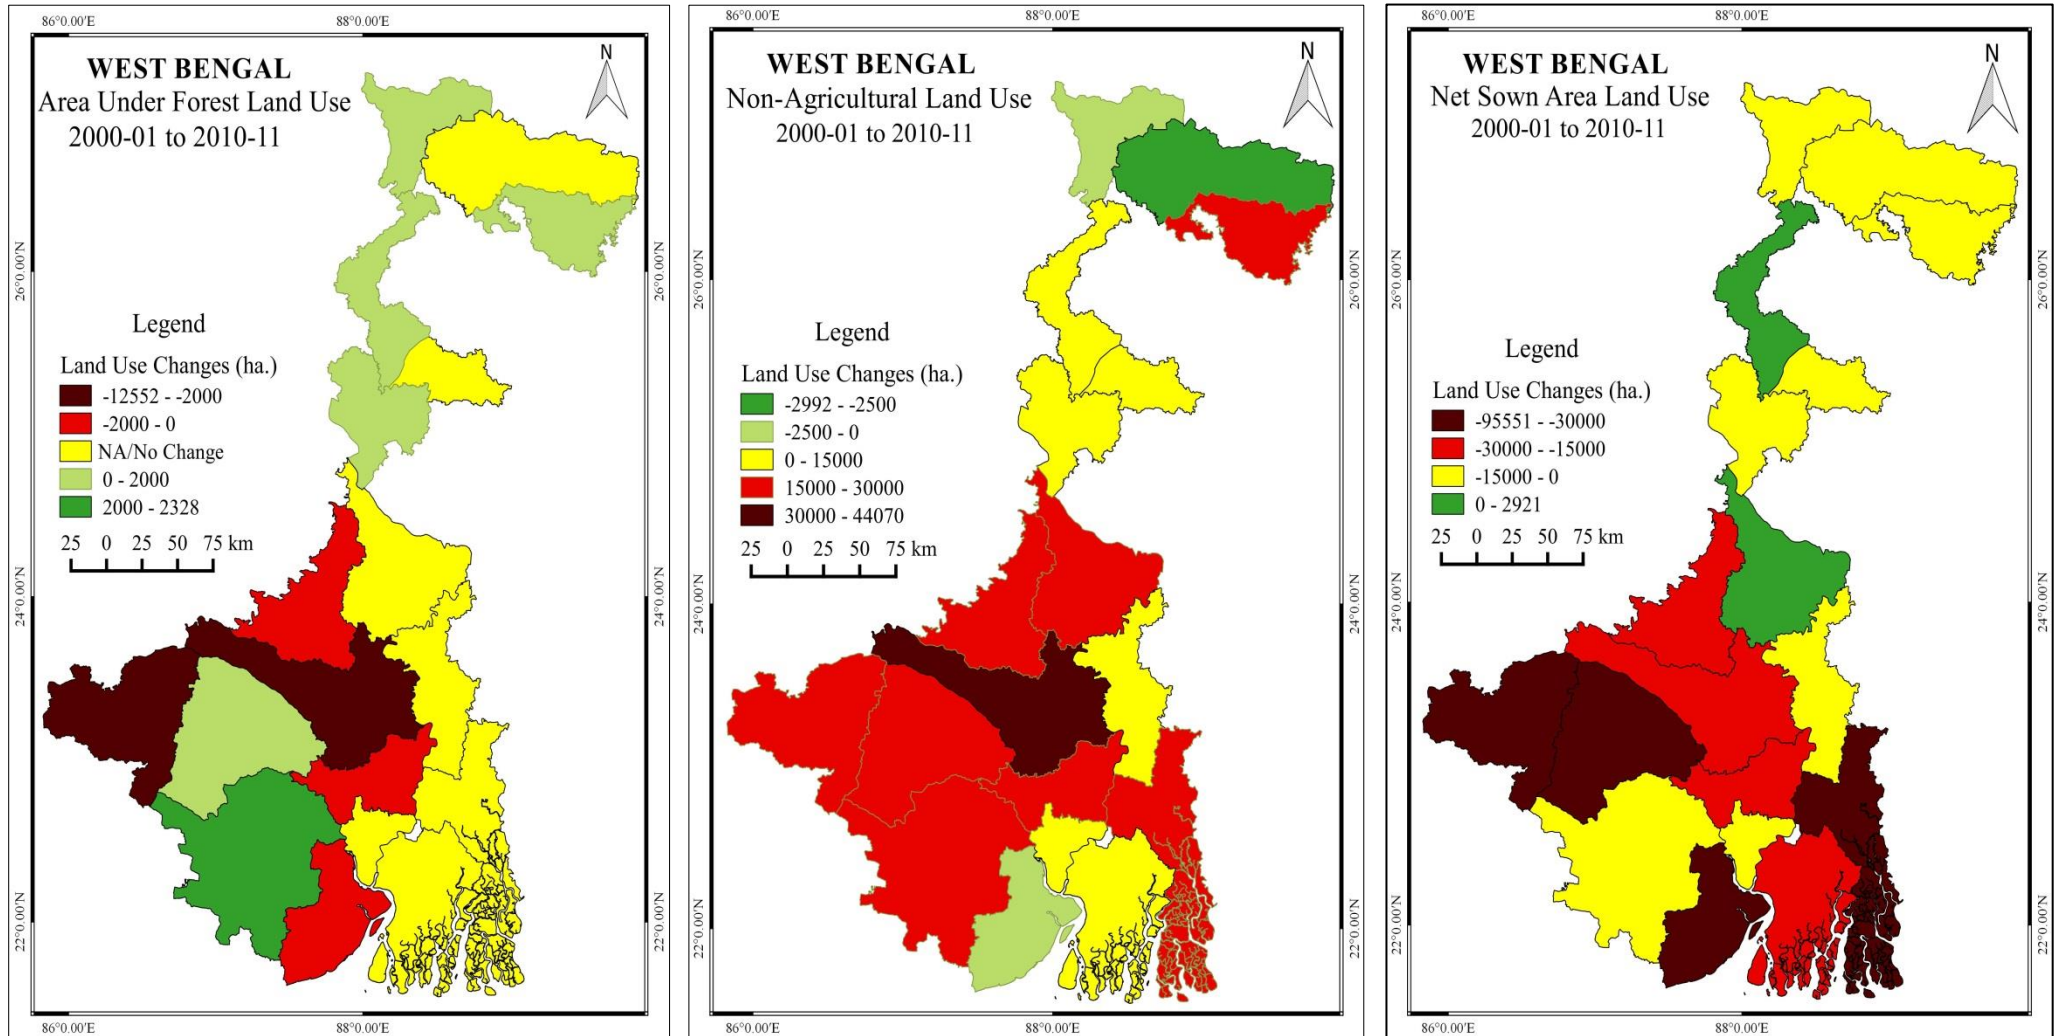 86°0.00'E 88°0.00'E
WEST BENGAL
Area Under Forest Land Use
2000-01 to 2010-11
N
26°0.00'N 26°0.00'N
Legend
Land Use Changes (ha.)
-12552 - -2000
-2000 - 0
NA/No Change
0 - 2000
2000 - 2328
25 0 25 50 75 km
24°0.00'N 24°0.00'N
22°0.00'N 22°0.00'N
86°0.00'E 88°0.00'E
86°0.00'E 88°0.00'E
WEST BENGAL
Non-Agricultural Land Use
2000-01 to 2010-11
N
26°0.00'N 26°0.00'N
Legend
Land Use Changes (ha.)
-2992 - -2500
-2500 - 0
0 - 15000
15000 - 30000
30000 - 44070
25 0 25 50 75 km
24°0.00'N 24°0.00'N
22°0.00'N 22°0.00'N
86°0.00'E 88°0.00'E
86°0.00'E 88°0.00'E
WEST BENGAL
Net Sown Area Land Use
2000-01 to 2010-11
N
26°0.00'N 26°0.00'N
Legend
Land Use Changes (ha.)
-95551 - -30000
-30000 - -15000
-15000 - 0
0 - 2921
25 0 25 50 75 km
24°0.00'N 24°0.00'N
22°0.00'N 22°0.00'N
86°0.00'E 88°0.00'E